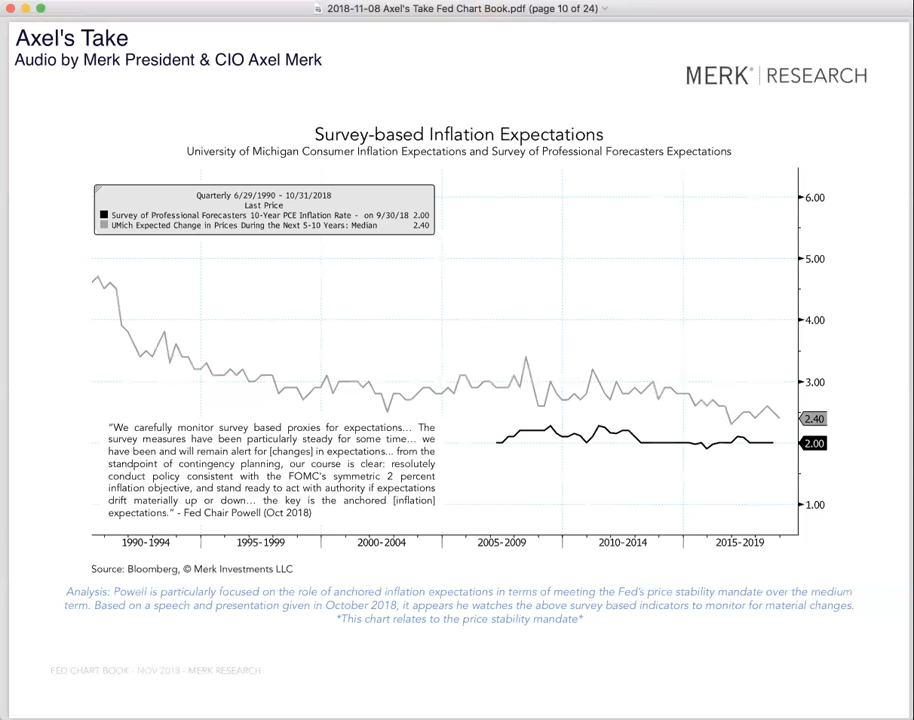 2018-11-08 Axel's Take Fed Chart Book.pdf (page 10 of 24)
Axel's Take
Audio by Merk President & CIO Axel Merk
MERK® | RESEARCH
Survey-based Inflation Expectations
University of Michigan Consumer Inflation Expectations and Survey of Professional Forecasters Expectations
Quarterly 6/29/1990 - 10/31/2018
Last Price
Survey of Professional Forecasters 10-Year PCE Inflation Rate - on 9/30/18 2.00
UMich Expected Change in Prices During the Next 5-10 Years: Median 2.40
6.00
5.00
4.00
3.00
2.40
2.00
1.00
"We carefully monitor survey based proxies for expectations... The
survey measures have been particularly steady for some time... we
have been and will remain alert for [changes] in expectations... from the
standpoint of contingency planning, our course is clear: resolutely
conduct policy consistent with the FOMC's symmetric 2 percent
inflation objective, and stand ready to act with authority if expectations
drift materially up or down... the key is the anchored [inflation]
expectations." - Fed Chair Powell (Oct 2018)
1990-1994 1995-1999 2000-2004 2005-2009 2010-2014 2015-2019
Source: Bloomberg, © Merk Investments LLC
Analysis: Powell is particularly focused on the role of anchored inflation expectations in terms of meeting the Fed's price stability mandate over the medium
term. Based on a speech and presentation given in October 2018, it appears he watches the above survey based indicators to monitor for material changes.
*This chart relates to the price stability mandate*
FED CHART BOOK - NOV 2018 - MERK RESEARCH